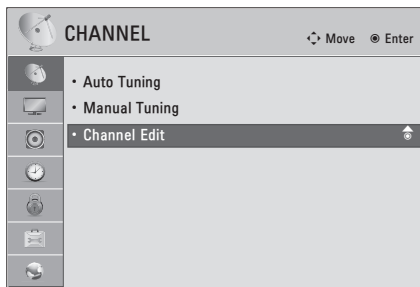 CHANNEL
Move Enter
• Auto Tuning
• Manual Tuning
• Channel Edit